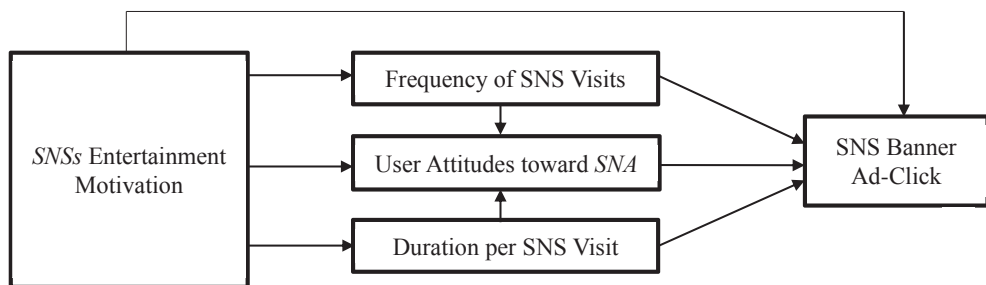 Frequency of SNS Visits
SNSs Entertainment
Motivation
User Attitudes toward SNA
SNS Banner
Ad-Click
Duration per SNS Visit